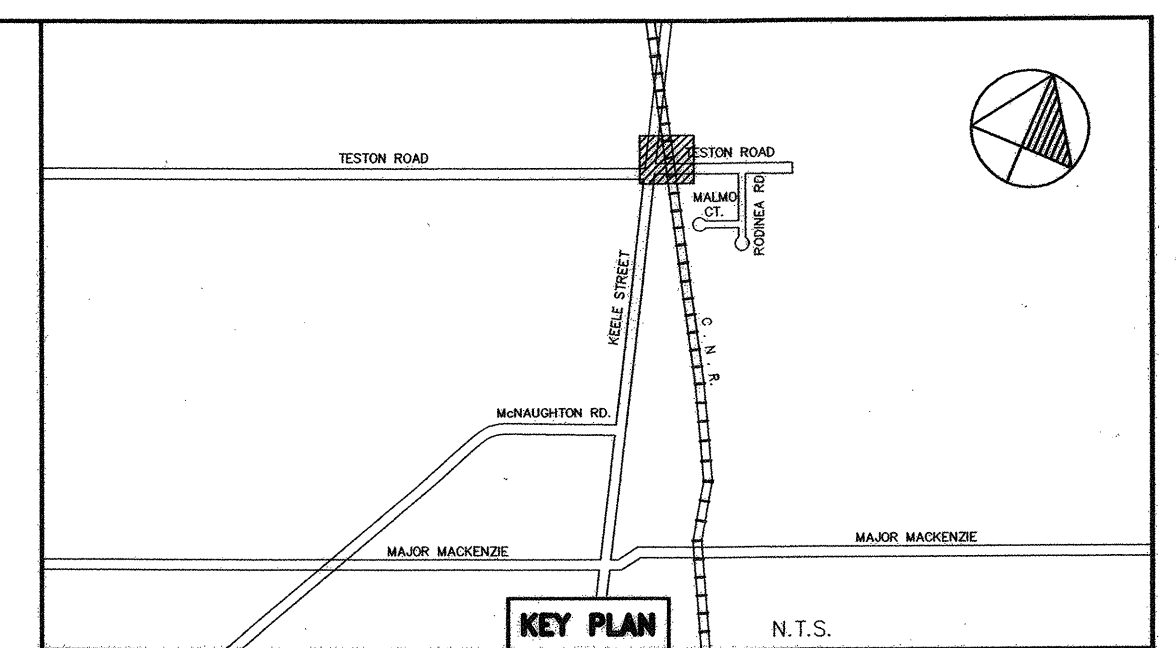 TESTON ROAD
TESTON ROAD
MALMO
CT.
RODINEA RD.
KEELE STREET
C.N.R.
McNAUGHTON RD.
MAJOR MACKENZIE
MAJOR MACKENZIE
KEY PLAN
N.T.S.